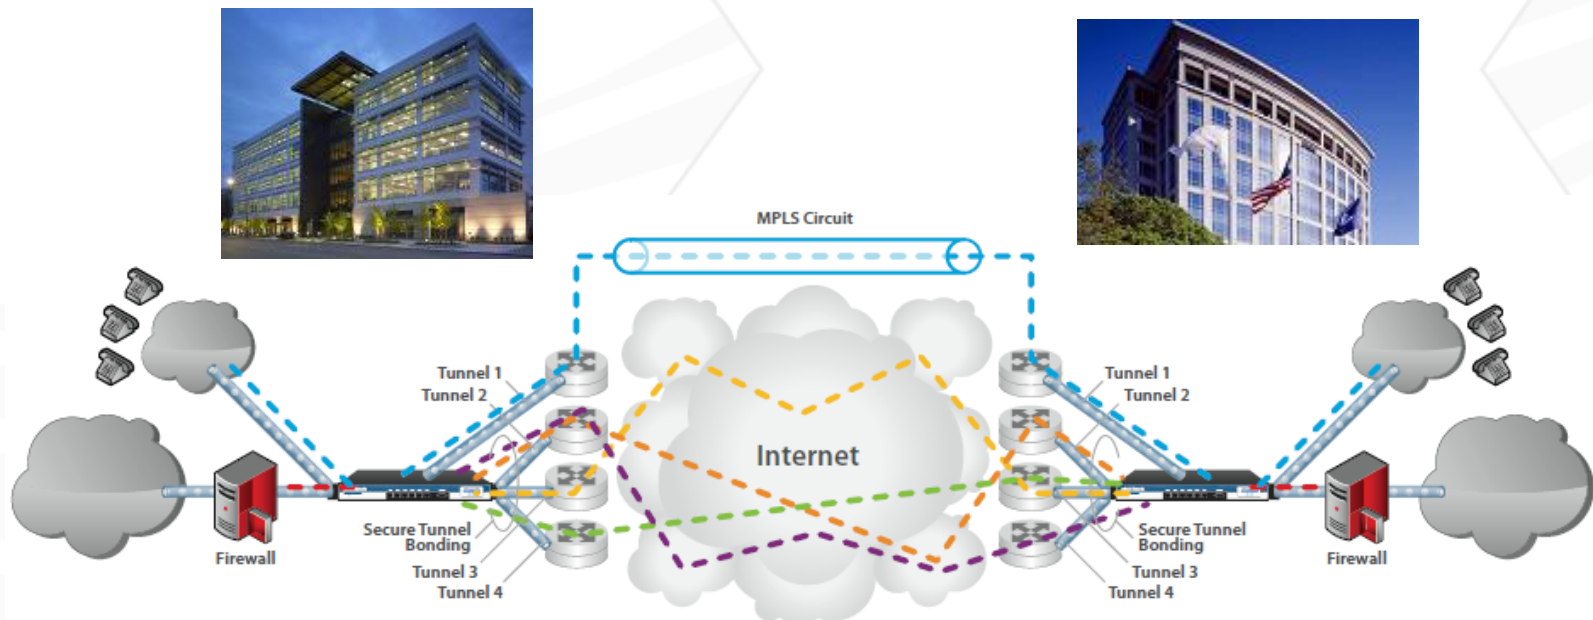 MPLS Circuit
Tunnel 1
Tunnel 2
Tunnel 1
Tunnel 2
Internet
Secure Tunnel
Bonding
Secure Tunnel
Bonding
Firewall
Firewall
Tunnel 3
Tunnel 4
Tunnel 3
Tunnel 4